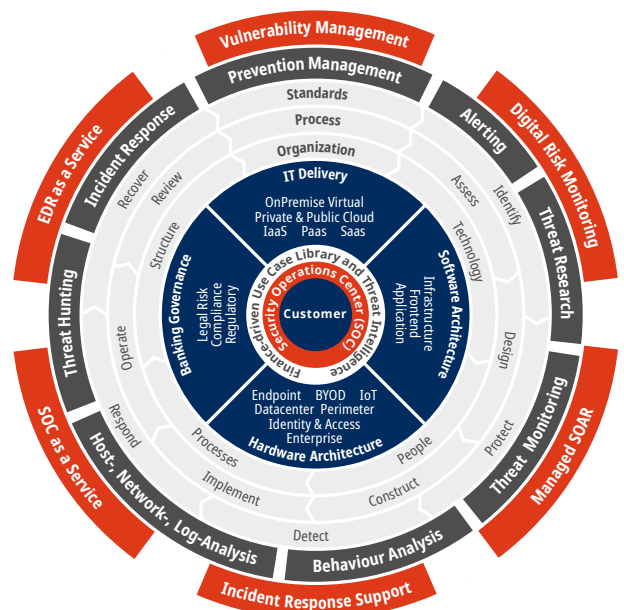 Vulnerability Management
Digital Risk Monitoring
Managed SOAR
Incident Response Support
SOC as a Service
EDR as a Service
Prevention Management
Alerting
Threat Research
Threat Monitoring
Behaviour Analysis
Host-, Network-, Log-Analysis
Threat Hunting
Incident Response
Standards
Identify
Protect
Detect
Respond
Recover
Process
Assess
Design
Construct
Implement
Operate
Review
Organization
Technology
People
Processes
Structure
IT Delivery
OnPremise Virtual
Private & Public Cloud
IaaS Paas Saas
Software Architecture
Infrastructure
Frontend
Application
Endpoint BYOD IoT
Datacenter Perimeter
Identity & Access
Enterprise
Hardware Architecture
Banking Governance
Legal Risk
Compliance
Regulatory
Finance-driven Use Case Library and Threat Intelligence
Security Operations Center (SOC)
Customer